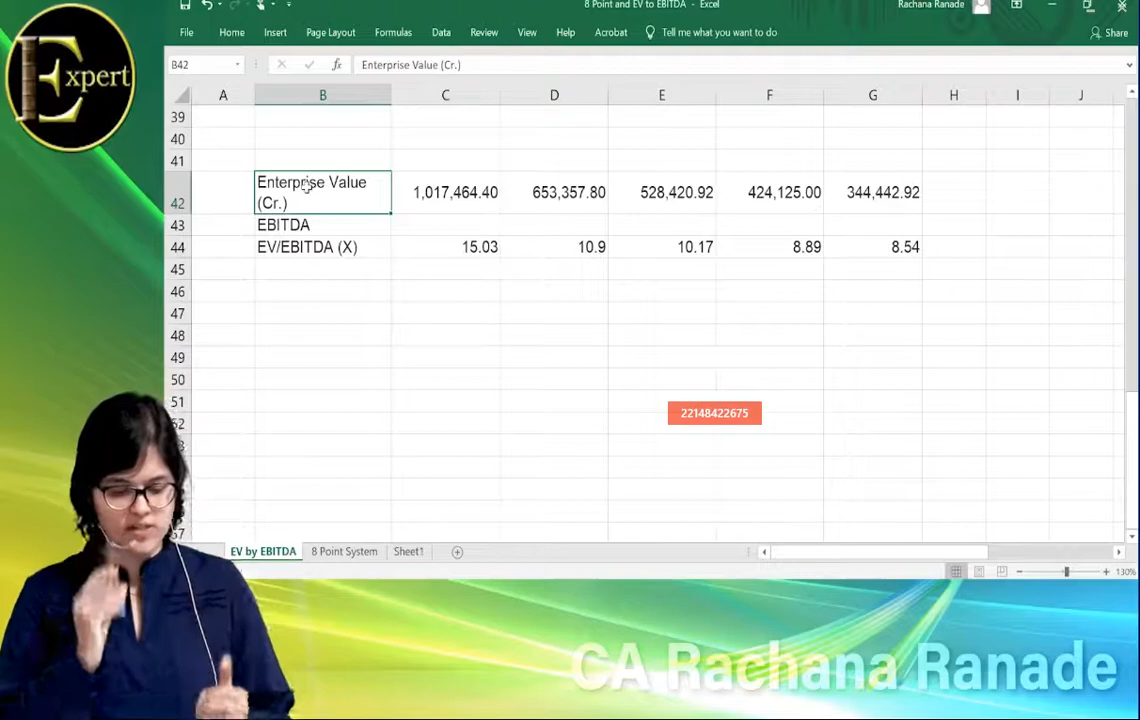 Expert
8 Point and EV to EBITDA - Excel
Rachana Ranade
File Home Insert Page Layout Formulas Data Review View Help Acrobat Tell me what you want to do Share
B42 fx Enterprise Value (Cr.)
A B C D E F G H I J
39
40
41
42 Enterprise Value (Cr.) 1,017,464.40 653,357.80 528,420.92 424,125.00 344,442.92
43 EBITDA
44 EV/EBITDA (X) 15.03 10.9 10.17 8.89 8.54
45
46
47
48
49
50
51
22148422675
EV by EBITDA 8 Point System Sheet1
130%
CA Rachana Ranade